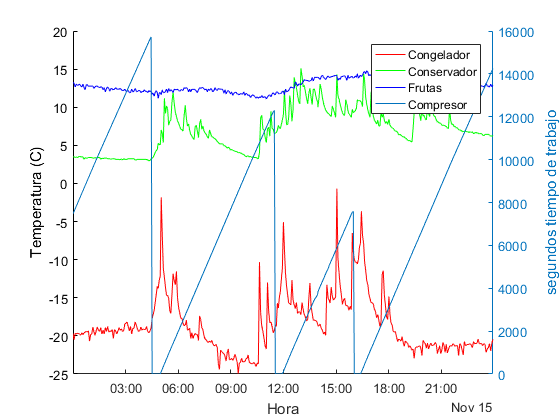 20
15
10
5
0
-5
-10
-15
-20
-25
Temperatura (C)
Congelador
Conservador
Frutas
Compresor
16000
14000
12000
10000
8000
6000
4000
2000
0
segundos tiempo de trabajo
03:00 06:00 09:00 12:00 15:00 18:00 21:00
Hora
Nov 15